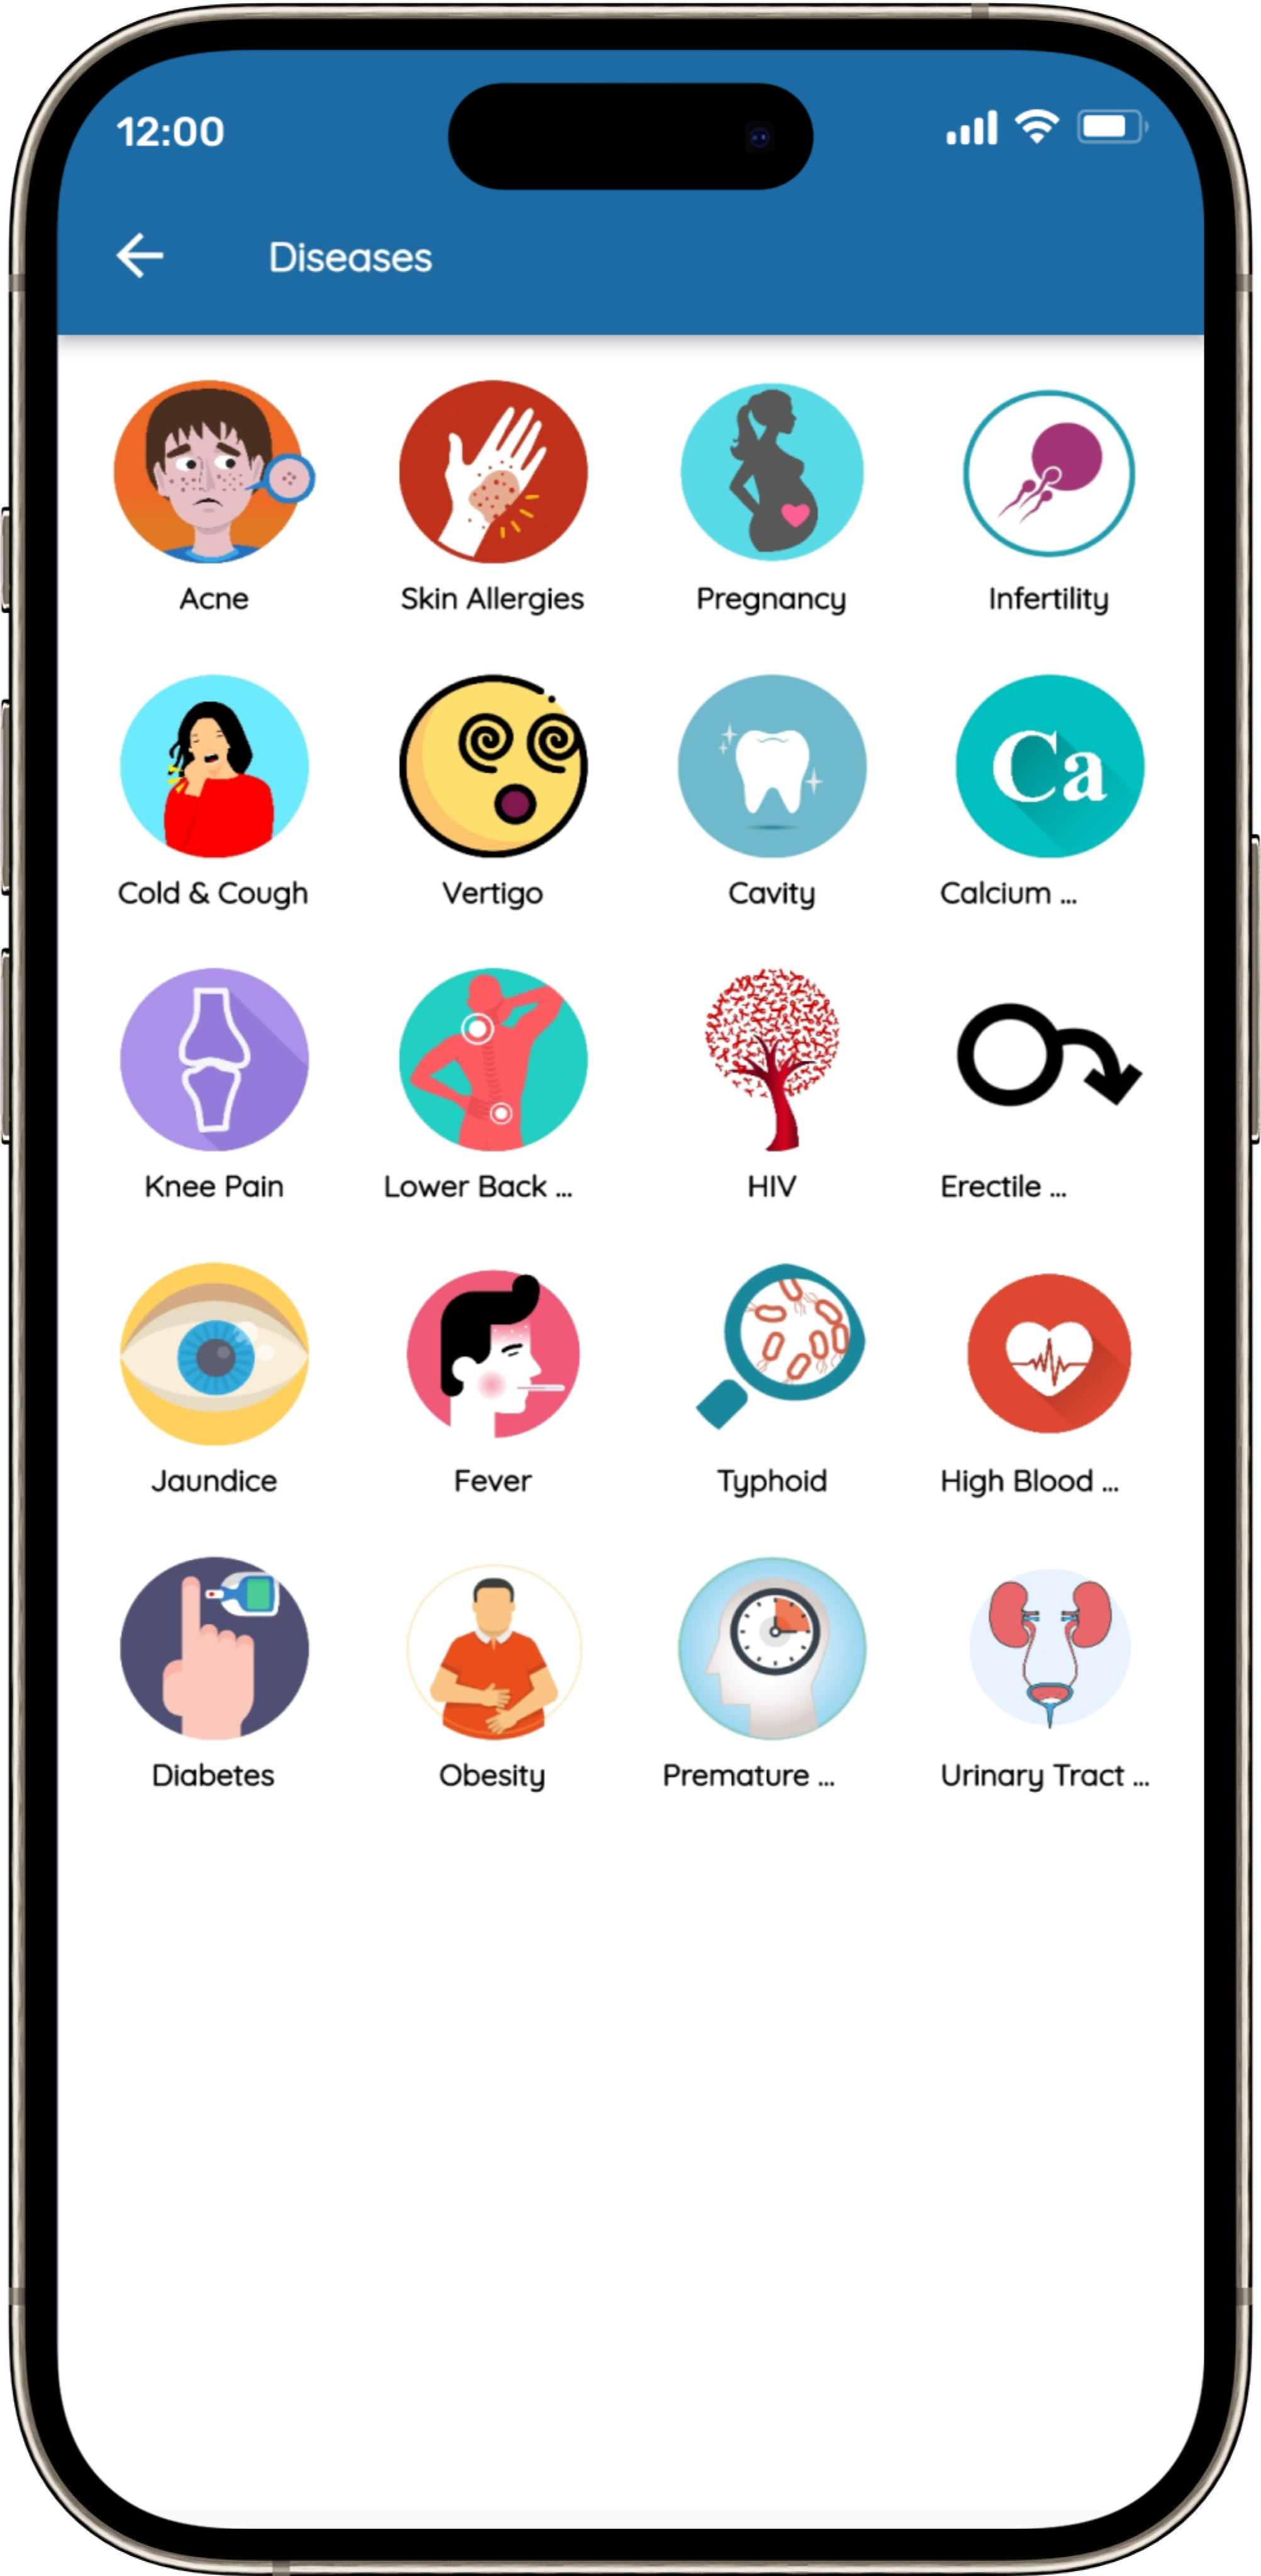 12:00
Diseases
Acne
Skin Allergies
Pregnancy
Infertility
Cold & Cough
Vertigo
Cavity
Ca
Calcium ...
Knee Pain
Lower Back ...
HIV
Erectile ...
Jaundice
Fever
Typhoid
High Blood ...
Diabetes
Obesity
Premature ...
Urinary Tract ...